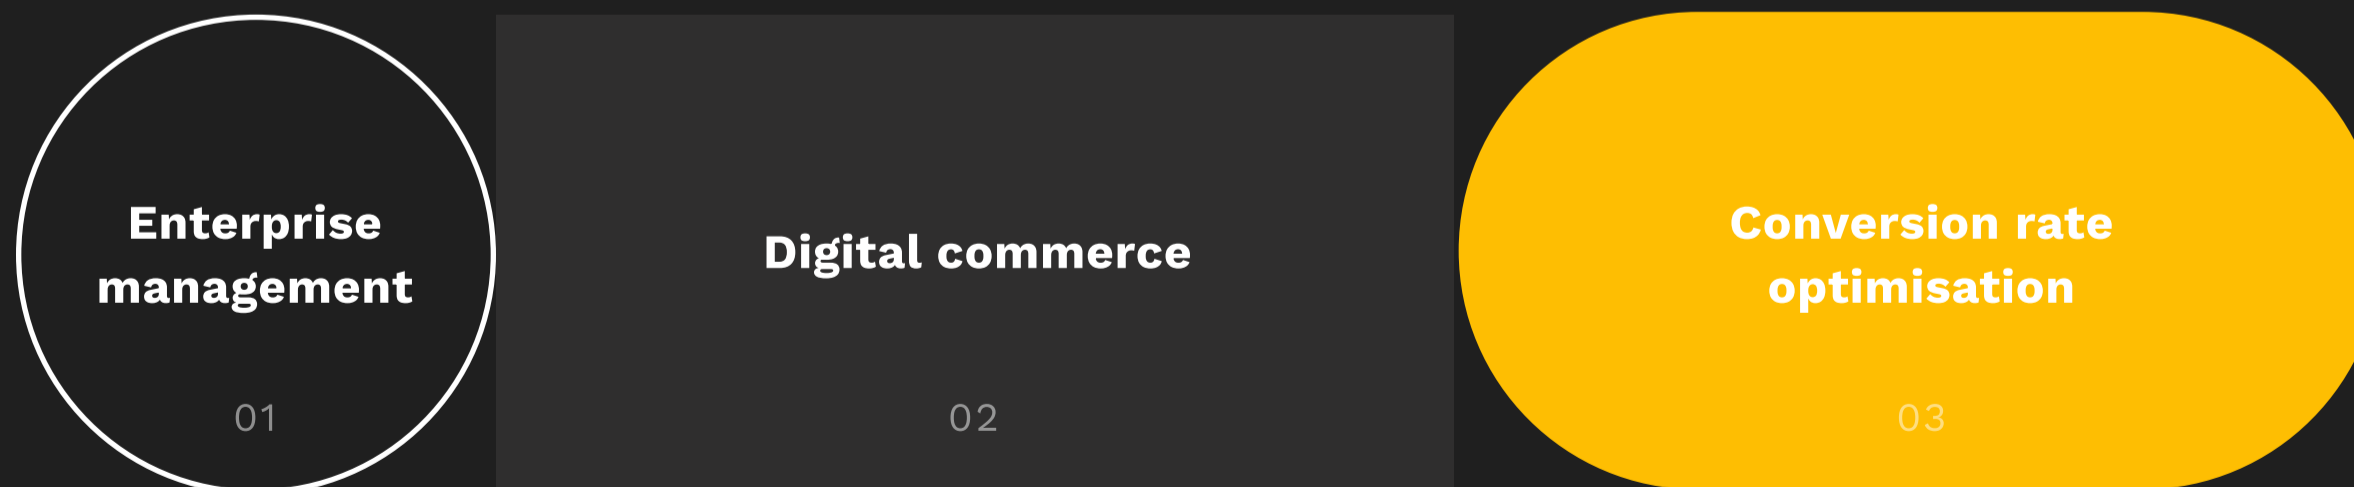 Enterprise
management
01
Digital commerce
02
Conversion rate
optimisation
03